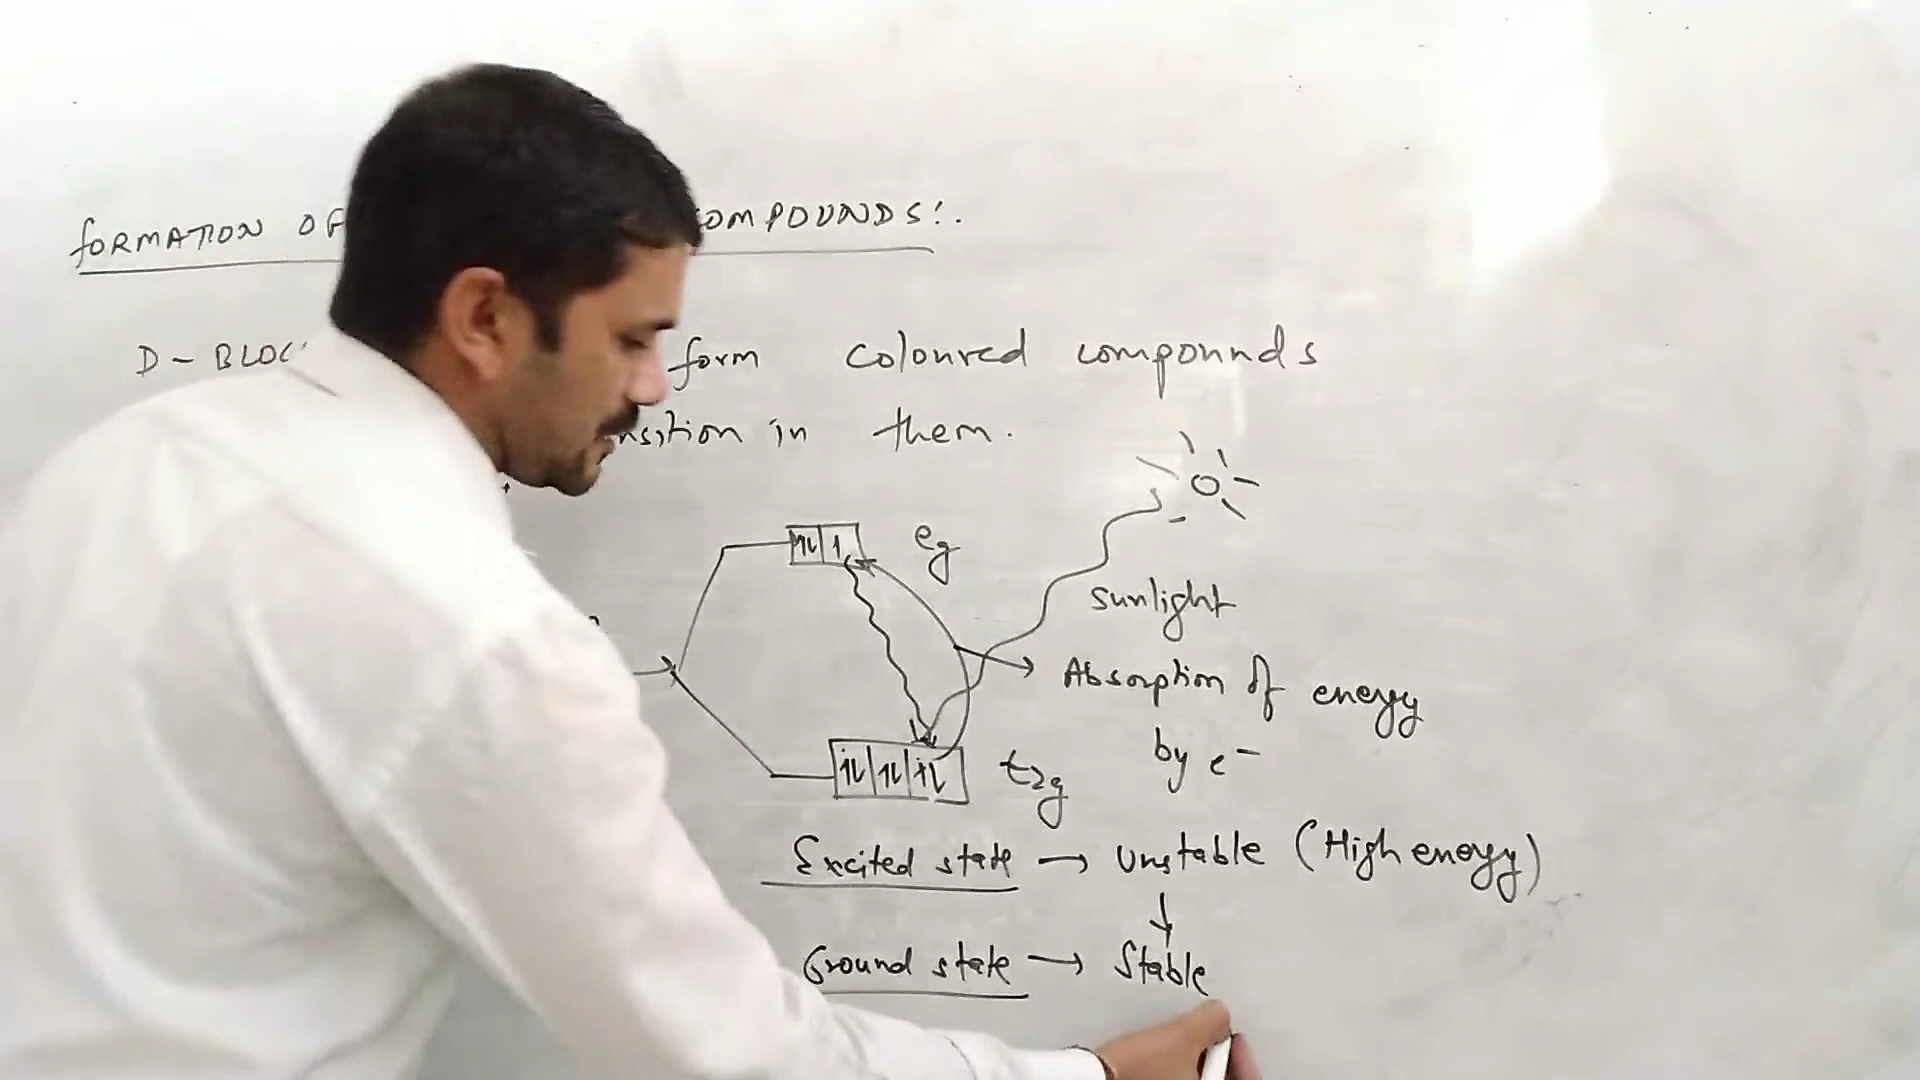 FORMATION OF OMPOUNDS:.
D - BLOC form coloured compounds
nsition in them.
eg
sunlight
Absorption of energy
by e⁻
t2g
Excited state → Unstable (High energy)
↓
Ground state → Stable